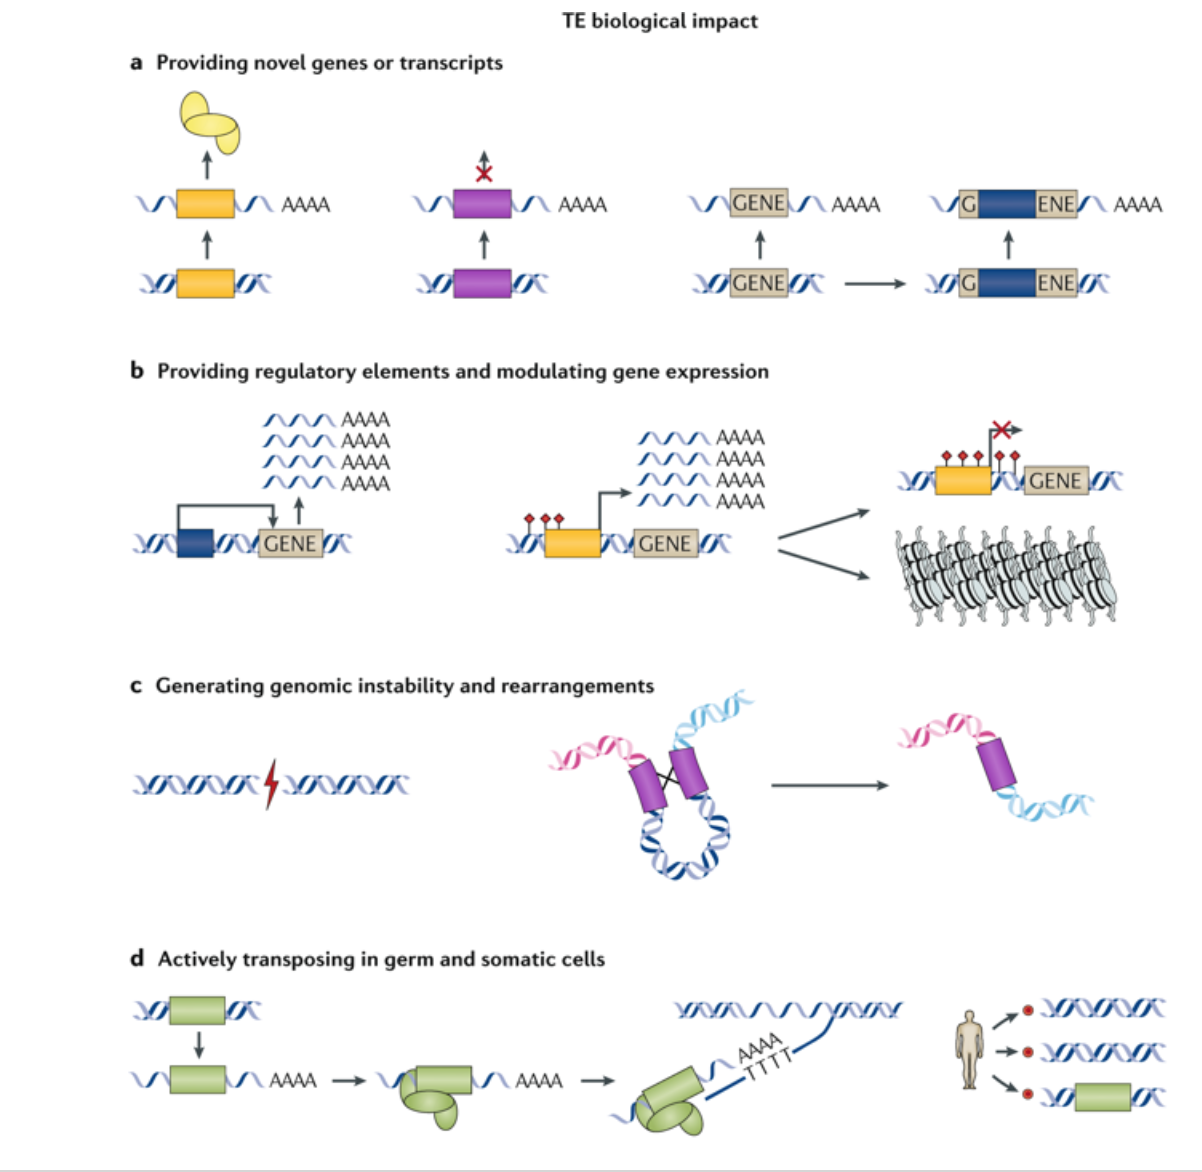 TE biological impact
a Providing novel genes or transcripts
AAAA
AAAA
GENE AAAA
G ENE AAAA
GENE
G ENE
b Providing regulatory elements and modulating gene expression
AAAA
AAAA
AAAA
AAAA
GENE
AAAA
AAAA
AAAA
AAAA
GENE
GENE
c Generating genomic instability and rearrangements
d Actively transposing in germ and somatic cells
AAAA
AAAA
AAAA
TTTT